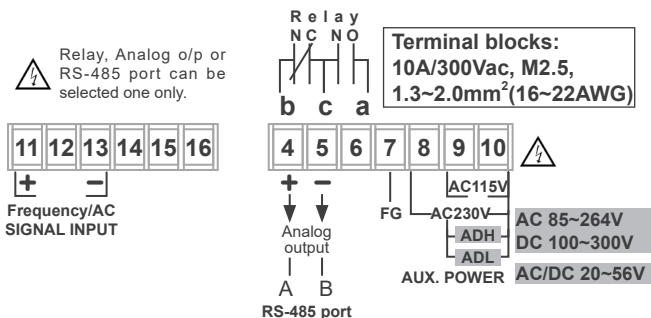 Relay, Analog o/p or
RS-485 port can be
selected one only.
Relay
NC NO
b c a
Terminal blocks:
10A/300Vac, M2.5,
1.3~2.0mm²(16~22AWG)
11 12 13 14 15 16
+ −
Frequency/AC
SIGNAL INPUT
4 5 6 7 8 9 10
+ −
Analog
output
A B
RS-485 port
FG
AC115V
AC230V
ADH
ADL
AUX. POWER
AC 85~264V
DC 100~300V
AC/DC 20~56V